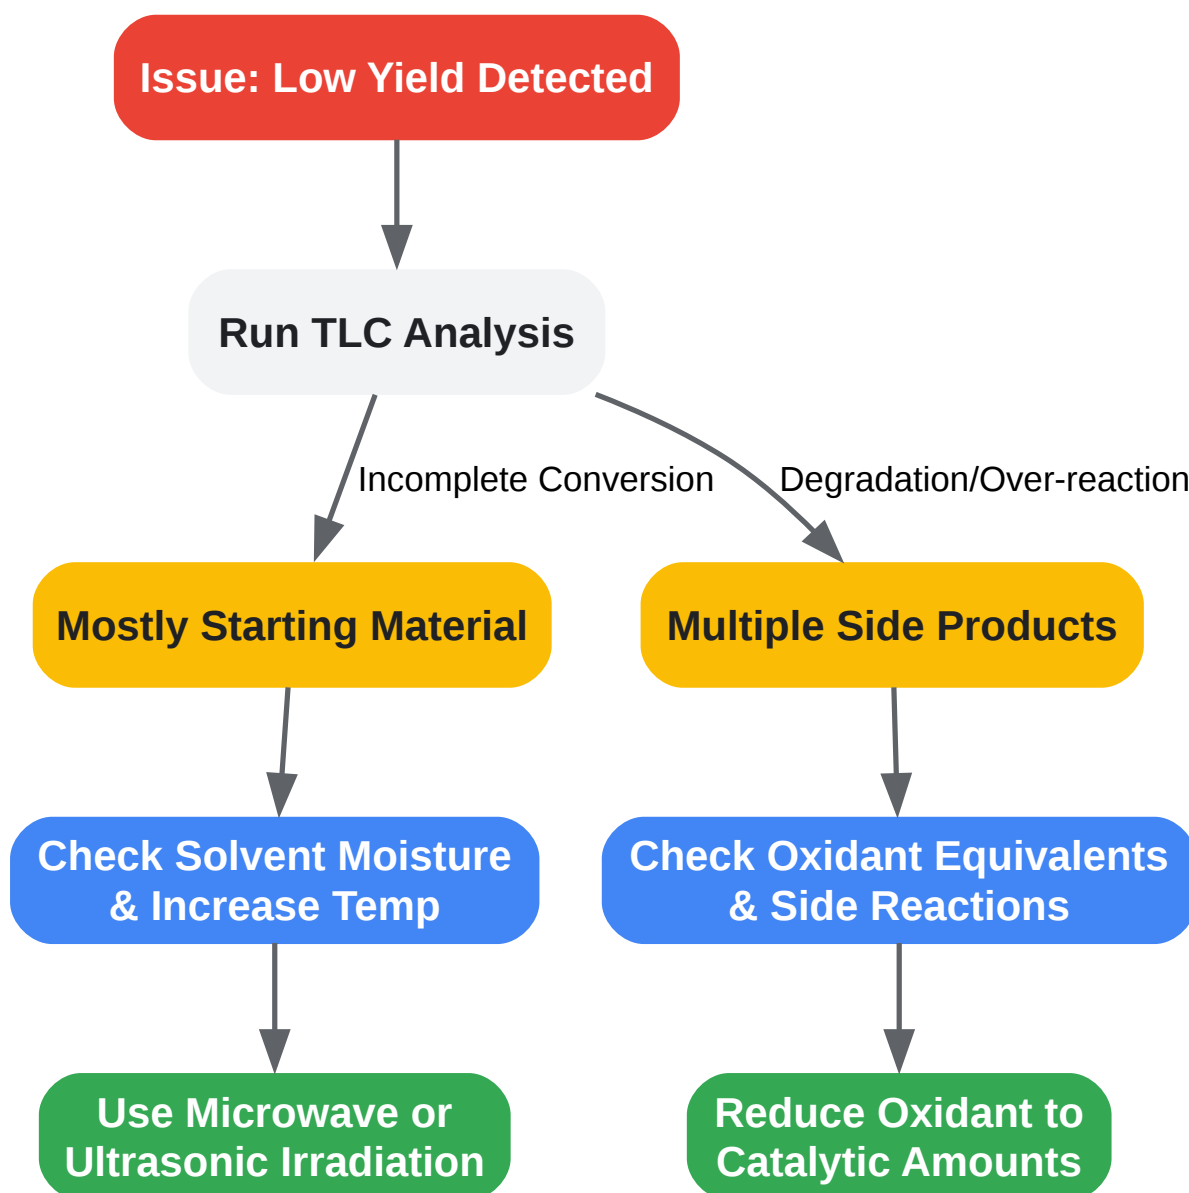 Issue: Low Yield Detected
Run TLC Analysis
Incomplete Conversion
Degradation/Over-reaction
Mostly Starting Material
Multiple Side Products
Check Solvent Moisture
& Increase Temp
Check Oxidant Equivalents
& Side Reactions
Use Microwave or
Ultrasonic Irradiation
Reduce Oxidant to
Catalytic Amounts